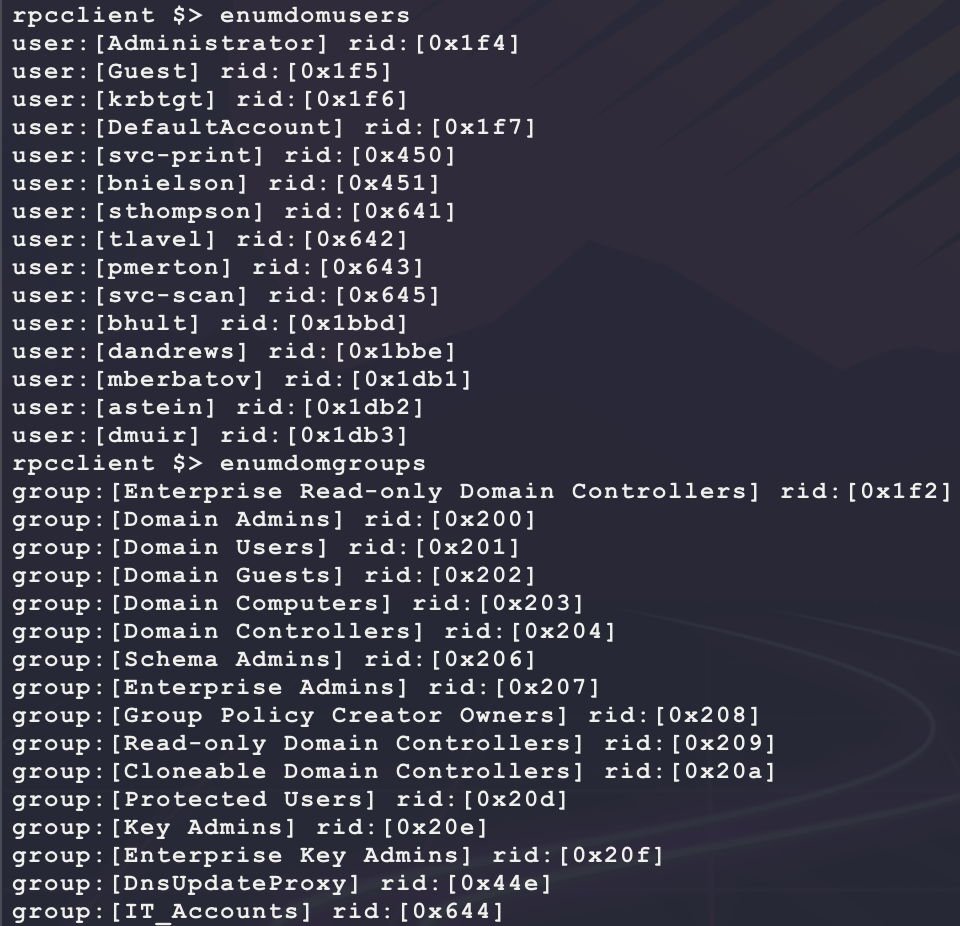 rpcclient $> enumdomusers
user:[Administrator] rid:[0x1f4]
user:[Guest] rid:[0x1f5]
user:[krbtgt] rid:[0x1f6]
user:[DefaultAccount] rid:[0x1f7]
user:[svc-print] rid:[0x450]
user:[bnielson] rid:[0x451]
user:[sthompson] rid:[0x641]
user:[tlavel] rid:[0x642]
user:[pmerton] rid:[0x643]
user:[svc-scan] rid:[0x645]
user:[bhult] rid:[0x1bbd]
user:[dandrews] rid:[0x1bbe]
user:[mberbatov] rid:[0x1db1]
user:[astein] rid:[0x1db2]
user:[dmuir] rid:[0x1db3]
rpcclient $> enumdomgroups
group:[Enterprise Read-only Domain Controllers] rid:[0x1f2]
group:[Domain Admins] rid:[0x200]
group:[Domain Users] rid:[0x201]
group:[Domain Guests] rid:[0x202]
group:[Domain Computers] rid:[0x203]
group:[Domain Controllers] rid:[0x204]
group:[Schema Admins] rid:[0x206]
group:[Enterprise Admins] rid:[0x207]
group:[Group Policy Creator Owners] rid:[0x208]
group:[Read-only Domain Controllers] rid:[0x209]
group:[Cloneable Domain Controllers] rid:[0x20a]
group:[Protected Users] rid:[0x20d]
group:[Key Admins] rid:[0x20e]
group:[Enterprise Key Admins] rid:[0x20f]
group:[DnsUpdateProxy] rid:[0x44e]
group:[IT_Accounts] rid:[0x644]